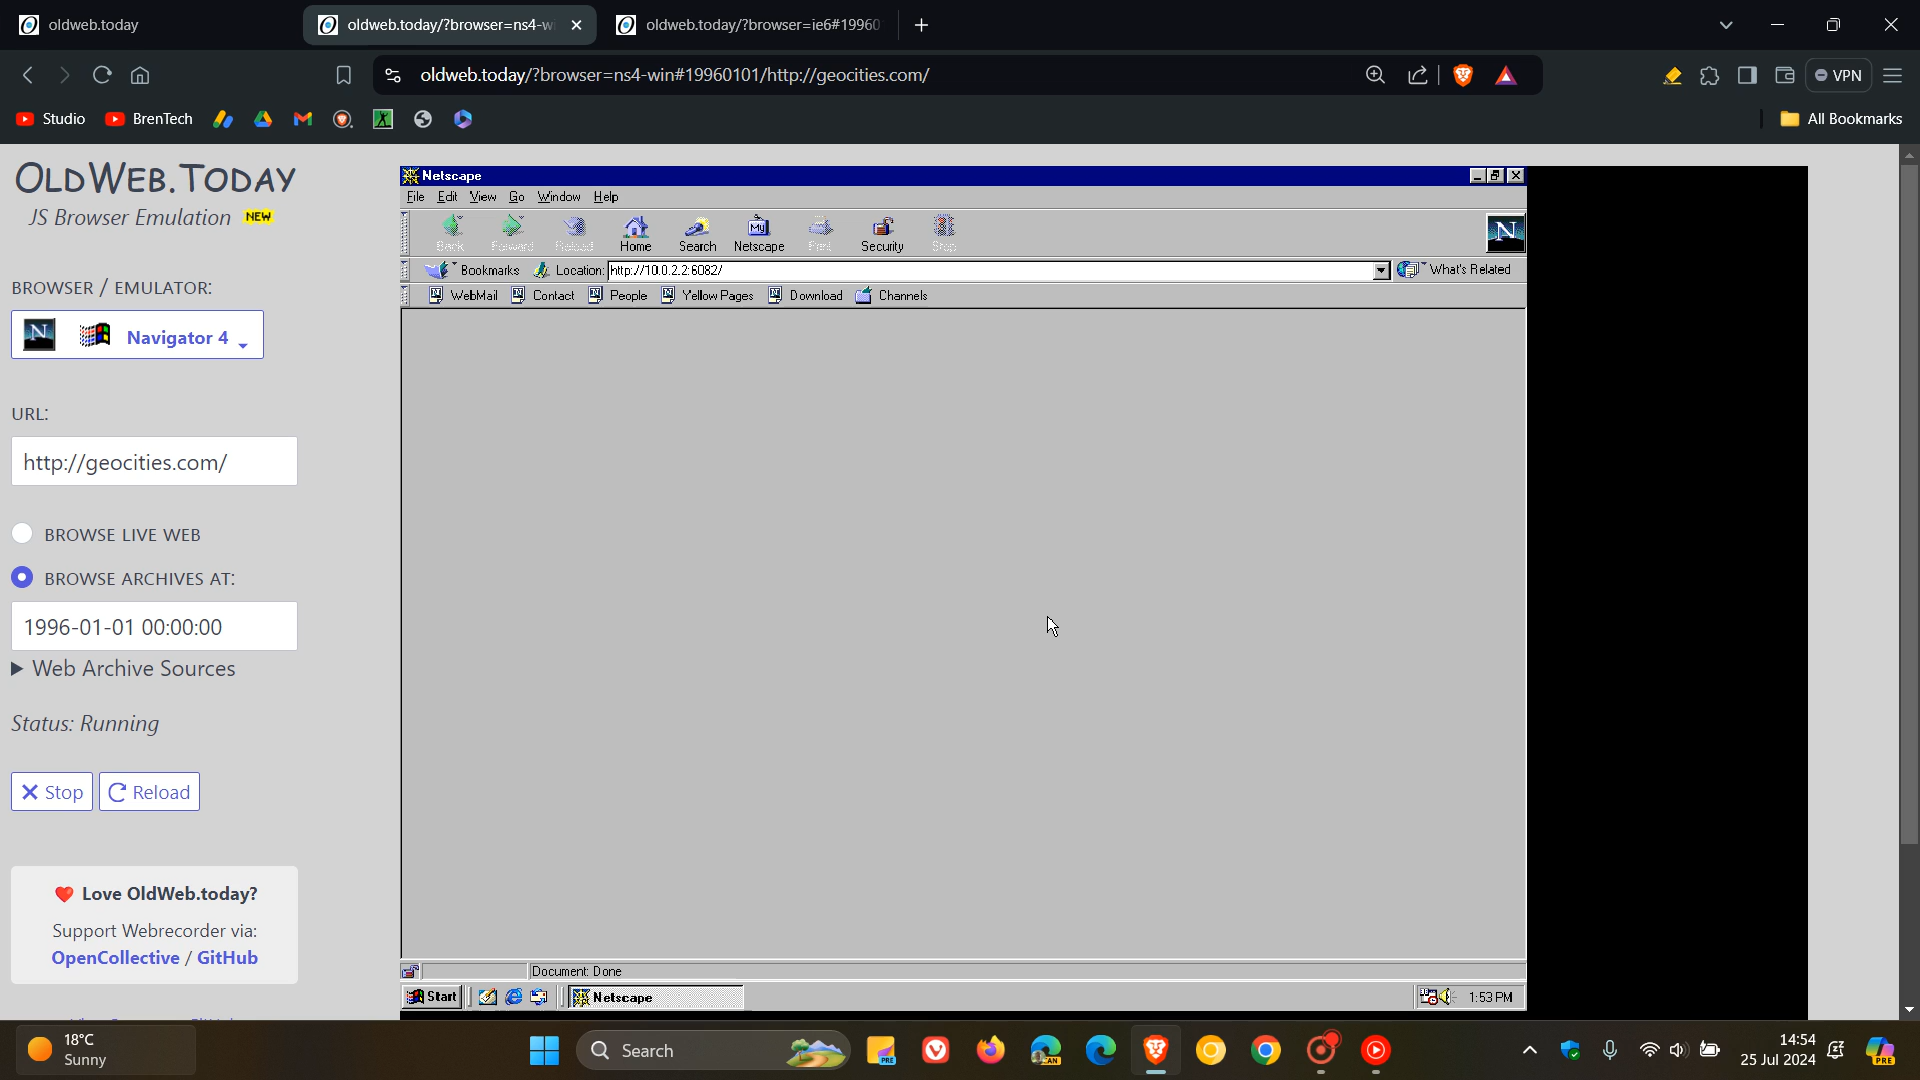 oldweb.today
oldweb.today/?browser=ns4-w
oldweb.today/?browser=ie6#19960
oldweb.today/?browser=ns4-win#19960101/http://geocities.com/
VPN
Studio
BrenTech
All Bookmarks
OLDWEB.TODAY
JS Browser Emulation NEW
BROWSER / EMULATOR:
Navigator 4
URL:
http://geocities.com/
BROWSE LIVE WEB
BROWSE ARCHIVES AT:
1996-01-01 00:00:00
Web Archive Sources
Status: Running
Stop Reload
Love OldWeb.today?
Support Webrecorder via:
OpenCollective / GitHub
Netscape
File Edit View Go Window Help
Back Forward Reload Home Search Netscape Print Security Stop
My
N
Bookmarks Location: http://10.0.2.2:6082/ What's Related
WebMail Contact People Yellow Pages Download Channels
Document: Done
Start Netscape 1:53 PM
18°C
Sunny
Search
PRE
CAN
14:54
25 Jul 2024
PRE